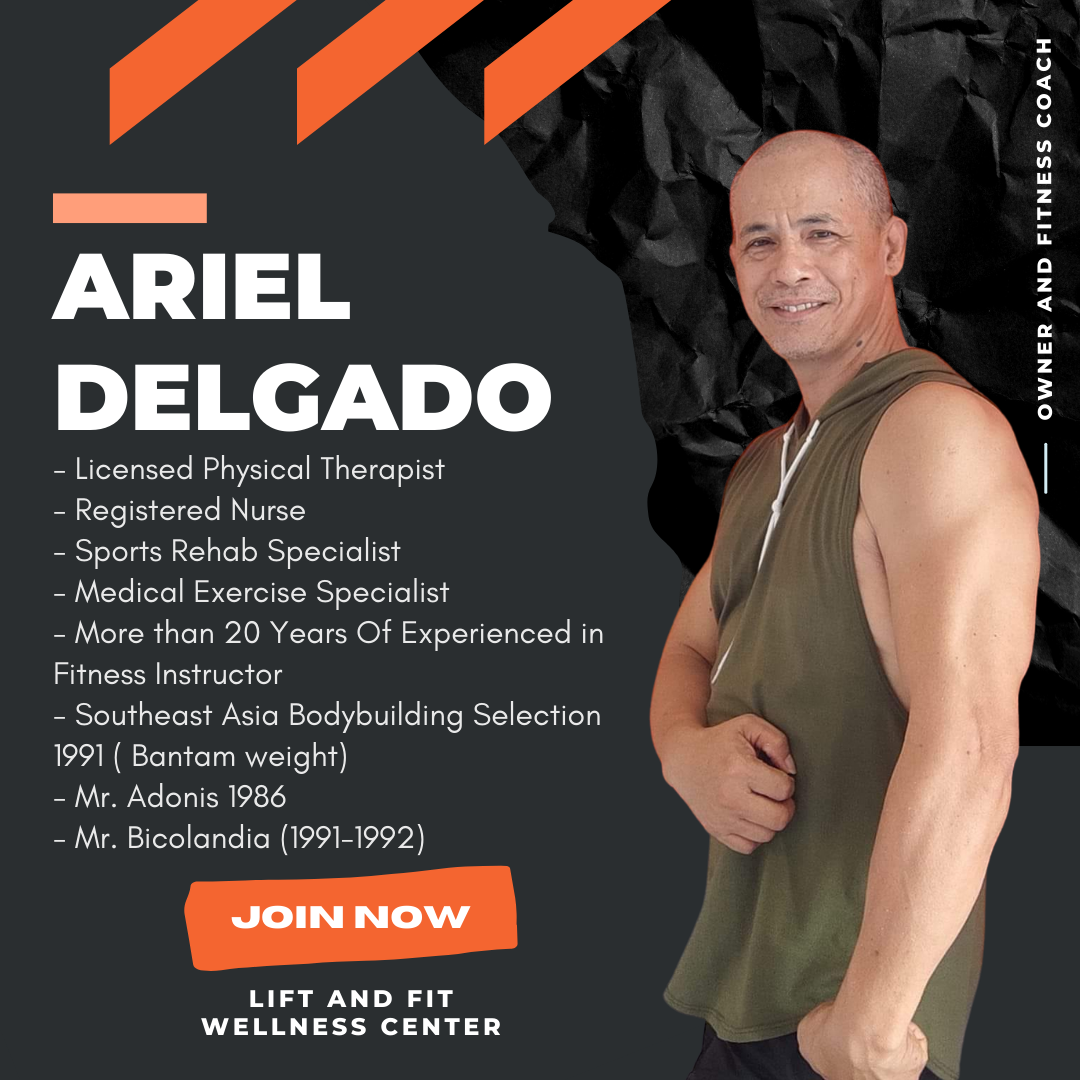 ARIEL
DELGADO
- Licensed Physical Therapist
- Registered Nurse
- Sports Rehab Specialist
- Medical Exercise Specialist
- More than 20 Years Of Experienced in
Fitness Instructor
- Southeast Asia Bodybuilding Selection
1991 ( Bantam weight)
- Mr. Adonis 1986
- Mr. Bicolandia (1991-1992)
JOIN NOW
LIFT AND FIT
WELLNESS CENTER
OWNER AND FITNESS COACH